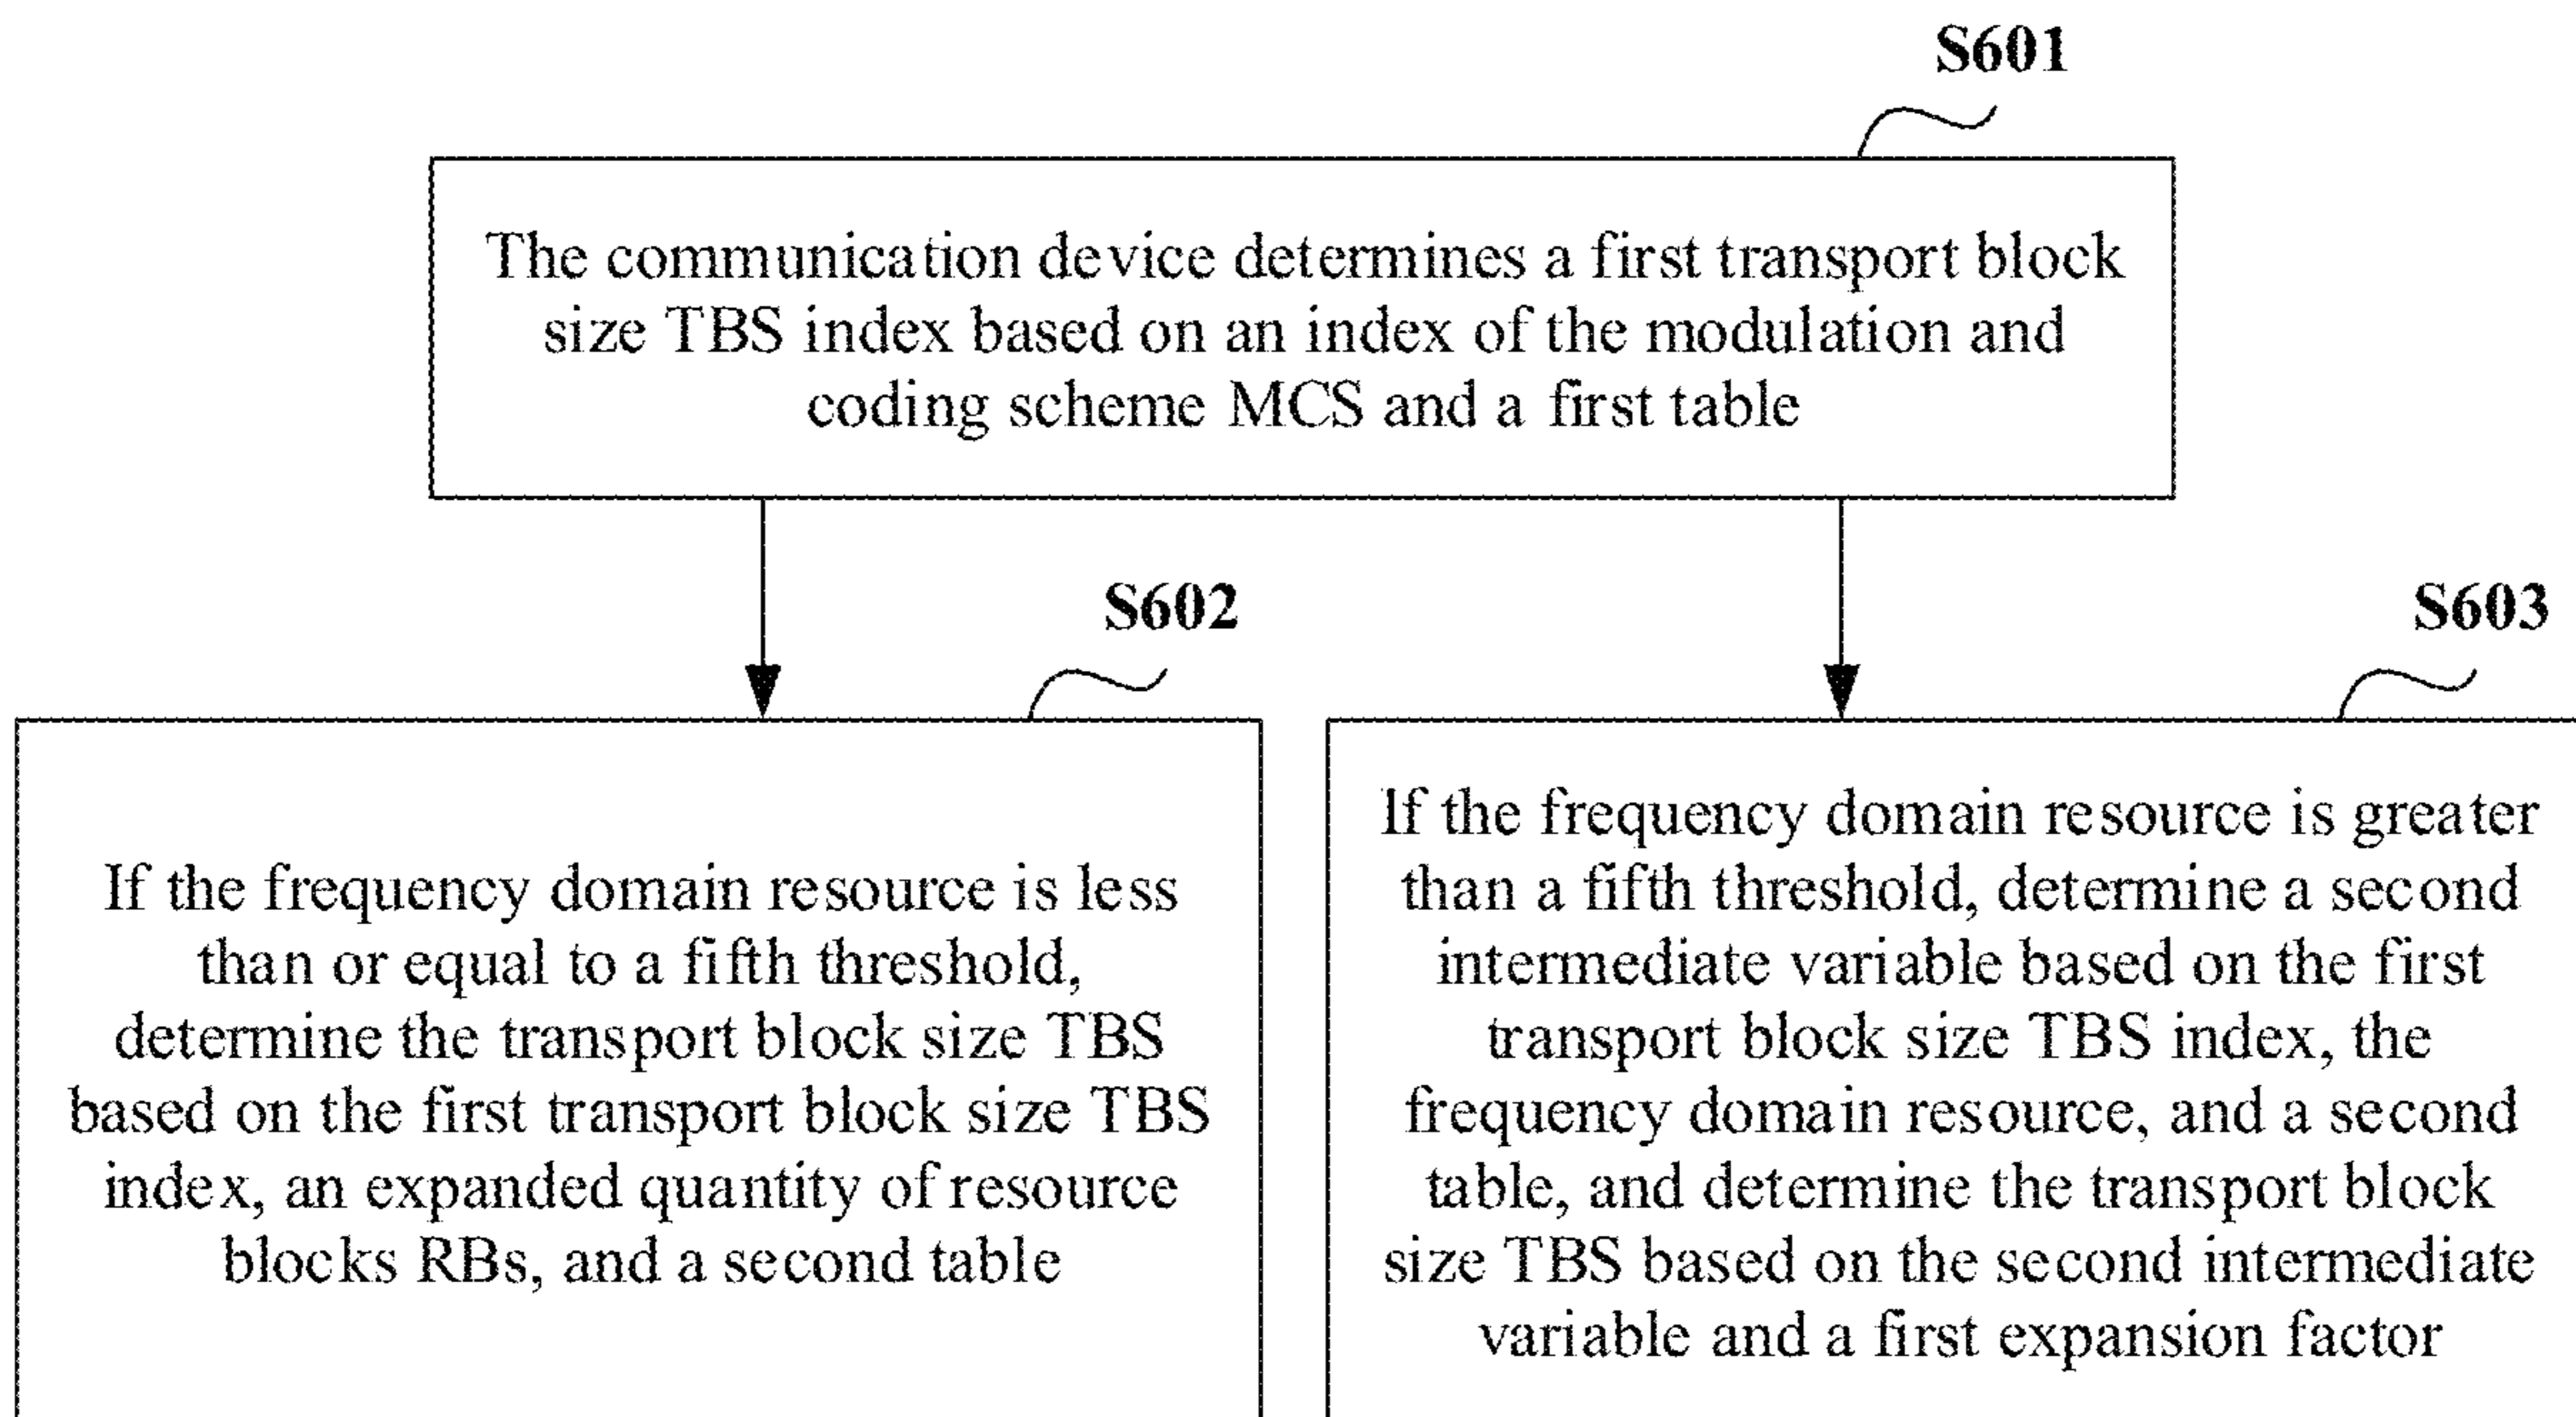 S601
The communication device determines a first transport block
size TBS index based on an index of the modulation and
coding scheme MCS and a first table
S602
If the frequency domain resource is less
than or equal to a fifth threshold,
determine the transport block size TBS
based on the first transport block size TBS
index, an expanded quantity of resource
blocks RBs, and a second table
S603
If the frequency domain resource is greater
than a fifth threshold, determine a second
intermediate variable based on the first
transport block size TBS index, the
frequency domain resource, and a second
table, and determine the transport block
size TBS based on the second intermediate
variable and a first expansion factor